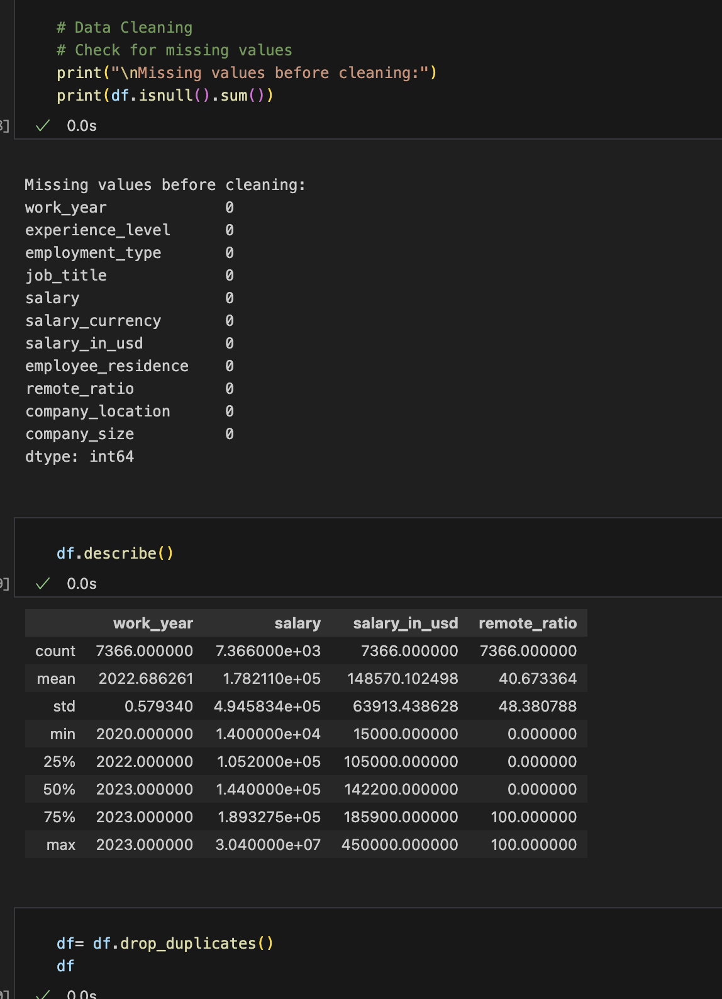 # Data Cleaning
# Check for missing values
print("\nMissing values before cleaning:")
print(df.isnull().sum())
✓ 0.0s
Missing values before cleaning:
work_year 0
experience_level 0
employment_type 0
job_title 0
salary 0
salary_currency 0
salary_in_usd 0
employee_residence 0
remote_ratio 0
company_location 0
company_size 0
dtype: int64
df.describe()
✓ 0.0s
work_year salary salary_in_usd remote_ratio
count 7366.000000 7.366000e+03 7366.000000 7366.000000
mean 2022.686261 1.782110e+05 148570.102498 40.673364
std 0.579340 4.945834e+05 63913.438628 48.380788
min 2020.000000 1.400000e+04 15000.000000 0.000000
25% 2022.000000 1.052000e+05 105000.000000 0.000000
50% 2023.000000 1.440000e+05 142200.000000 0.000000
75% 2023.000000 1.893275e+05 185900.000000 100.000000
max 2023.000000 3.040000e+07 450000.000000 100.000000
df= df.drop_duplicates()
df
✓ 0.0s